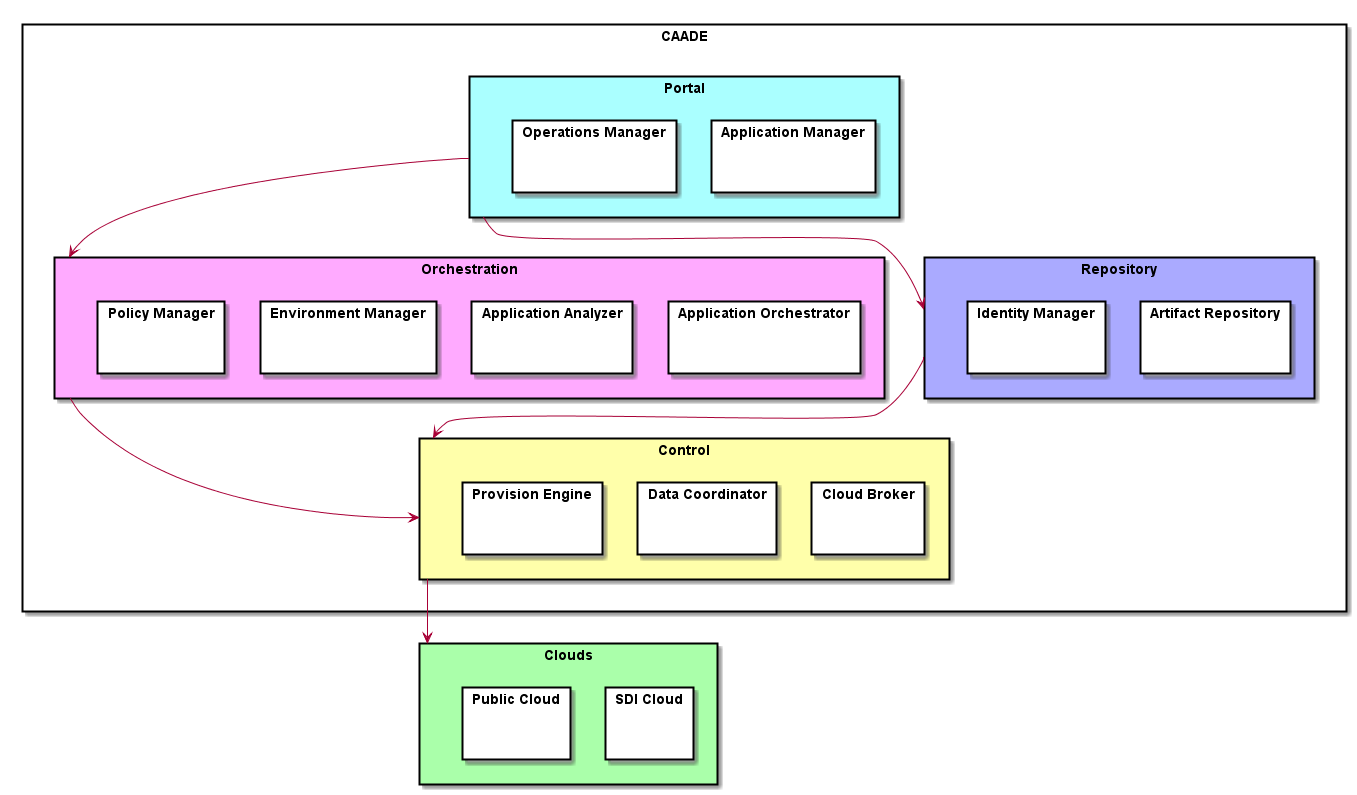 CAADE
Portal
Operations Manager
Application Manager
Orchestration
Policy Manager
Environment Manager
Application Analyzer
Application Orchestrator
Repository
Identity Manager
Artifact Repository
Control
Provision Engine
Data Coordinator
Cloud Broker
Clouds
Public Cloud
SDI Cloud